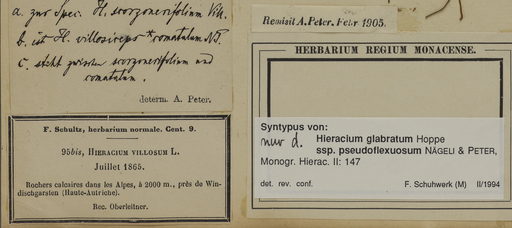 a. zur Spec. H. scorzonerifolium Vill.
b. ist H. villosiceps * comatulum NP.
c. steht zwischen scorzonerifolium und
comatulum.
determ. A. Peter.
F. Schultz, herbarium normale. Cent. 9.
95bis, HIERACIUM VILLOSUM L.
Juillet 1865.
Rochers calcaires dans les Alpes, à 2000 m., près de Win-
dischgarsten (Haute-Autriche).
Rec. Oberleitner.
Remisit A. Peter. Febr 1905.
HERBARIUM REGIUM MONACENSE.
Syntypus von:
nur d. Hieracium glabratum Hoppe
ssp. pseudoflexuosum NÄGELI & PETER,
Monogr. Hierac. II: 147
det. rev. conf. F. Schuhwerk (M) II/1994